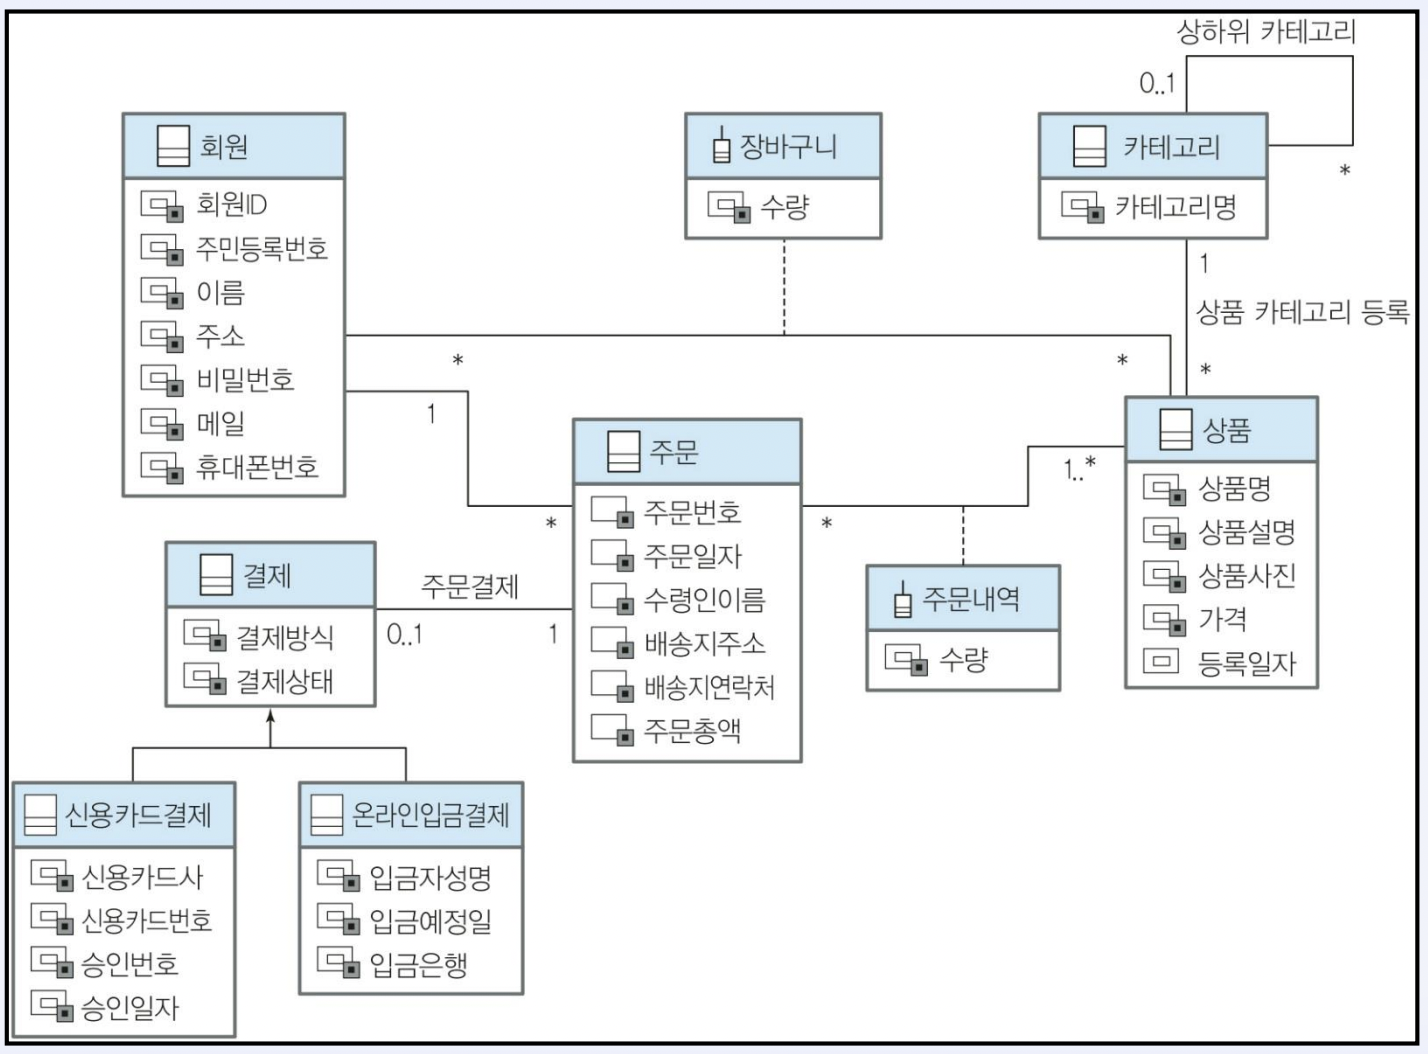 상하위 카테고리
0..1
*
회원
회원ID
주민등록번호
이름
주소
비밀번호
메일
휴대폰번호
장바구니
수량
카테고리
카테고리명
1
상품 카테고리 등록
*
*
*
1
*
주문
주문번호
주문일자
수령인이름
배송지주소
배송지연락처
주문총액
*
1..*
상품
상품명
상품설명
상품사진
가격
등록일자
주문내역
수량
결제
결제방식
결제상태
주문결제
0..1
1
신용카드결제
신용카드사
신용카드번호
승인번호
승인일자
온라인입금결제
입금자성명
입금예정일
입금은행